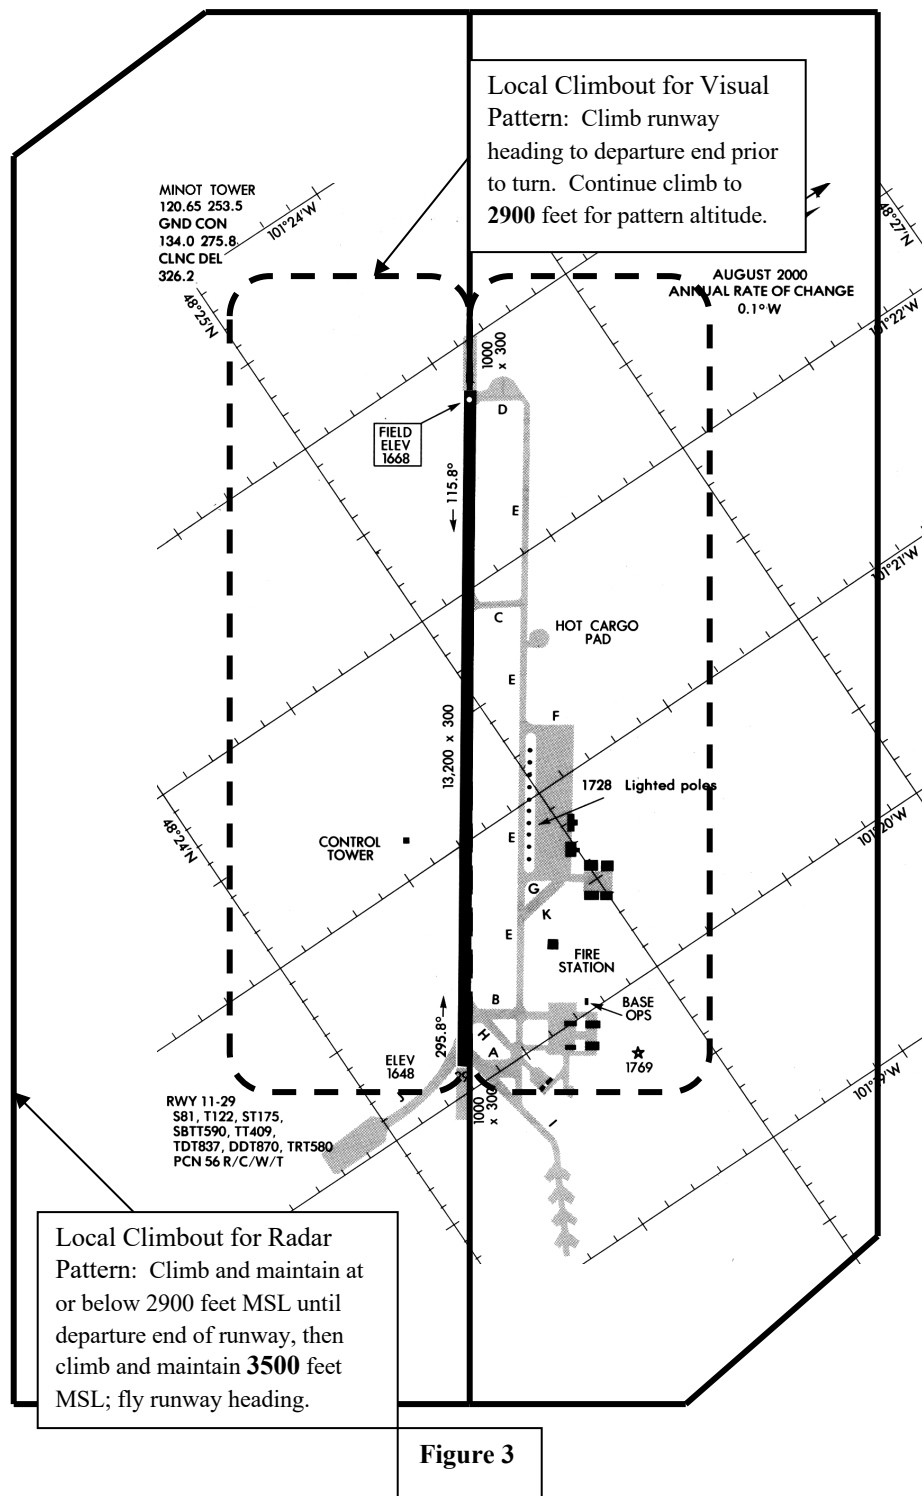 Local Climbout for Visual
Pattern: Climb runway
heading to departure end prior
to turn. Continue climb to
2900 feet for pattern altitude.
MINOT TOWER
120.65 253.5
GND CON
134.0 275.8
CLNC DEL
326.2
101°24'W
48°27'N
48°25'N
AUGUST 2000
ANNUAL RATE OF CHANGE
0.1°W
101°22'W
1000
x 300
D
FIELD
ELEV
1668
115.8°
E
101°21'W
C
HOT CARGO
PAD
E
F
13,200 x 300
1728 Lighted poles
48°24'N
CONTROL
TOWER
E
101°20'W
G
K
E
FIRE
STATION
B
BASE
OPS
295.8°
H
A
ELEV
1648
29
1769
101°19'W
J
1000
x 300
I
RWY 11-29
S81, T122, ST175,
SBTT590, TT409,
TDT837, DDT870, TRT580
PCN 56 R/C/W/T
Local Climbout for Radar
Pattern: Climb and maintain at
or below 2900 feet MSL until
departure end of runway, then
climb and maintain 3500 feet
MSL; fly runway heading.
Figure 3